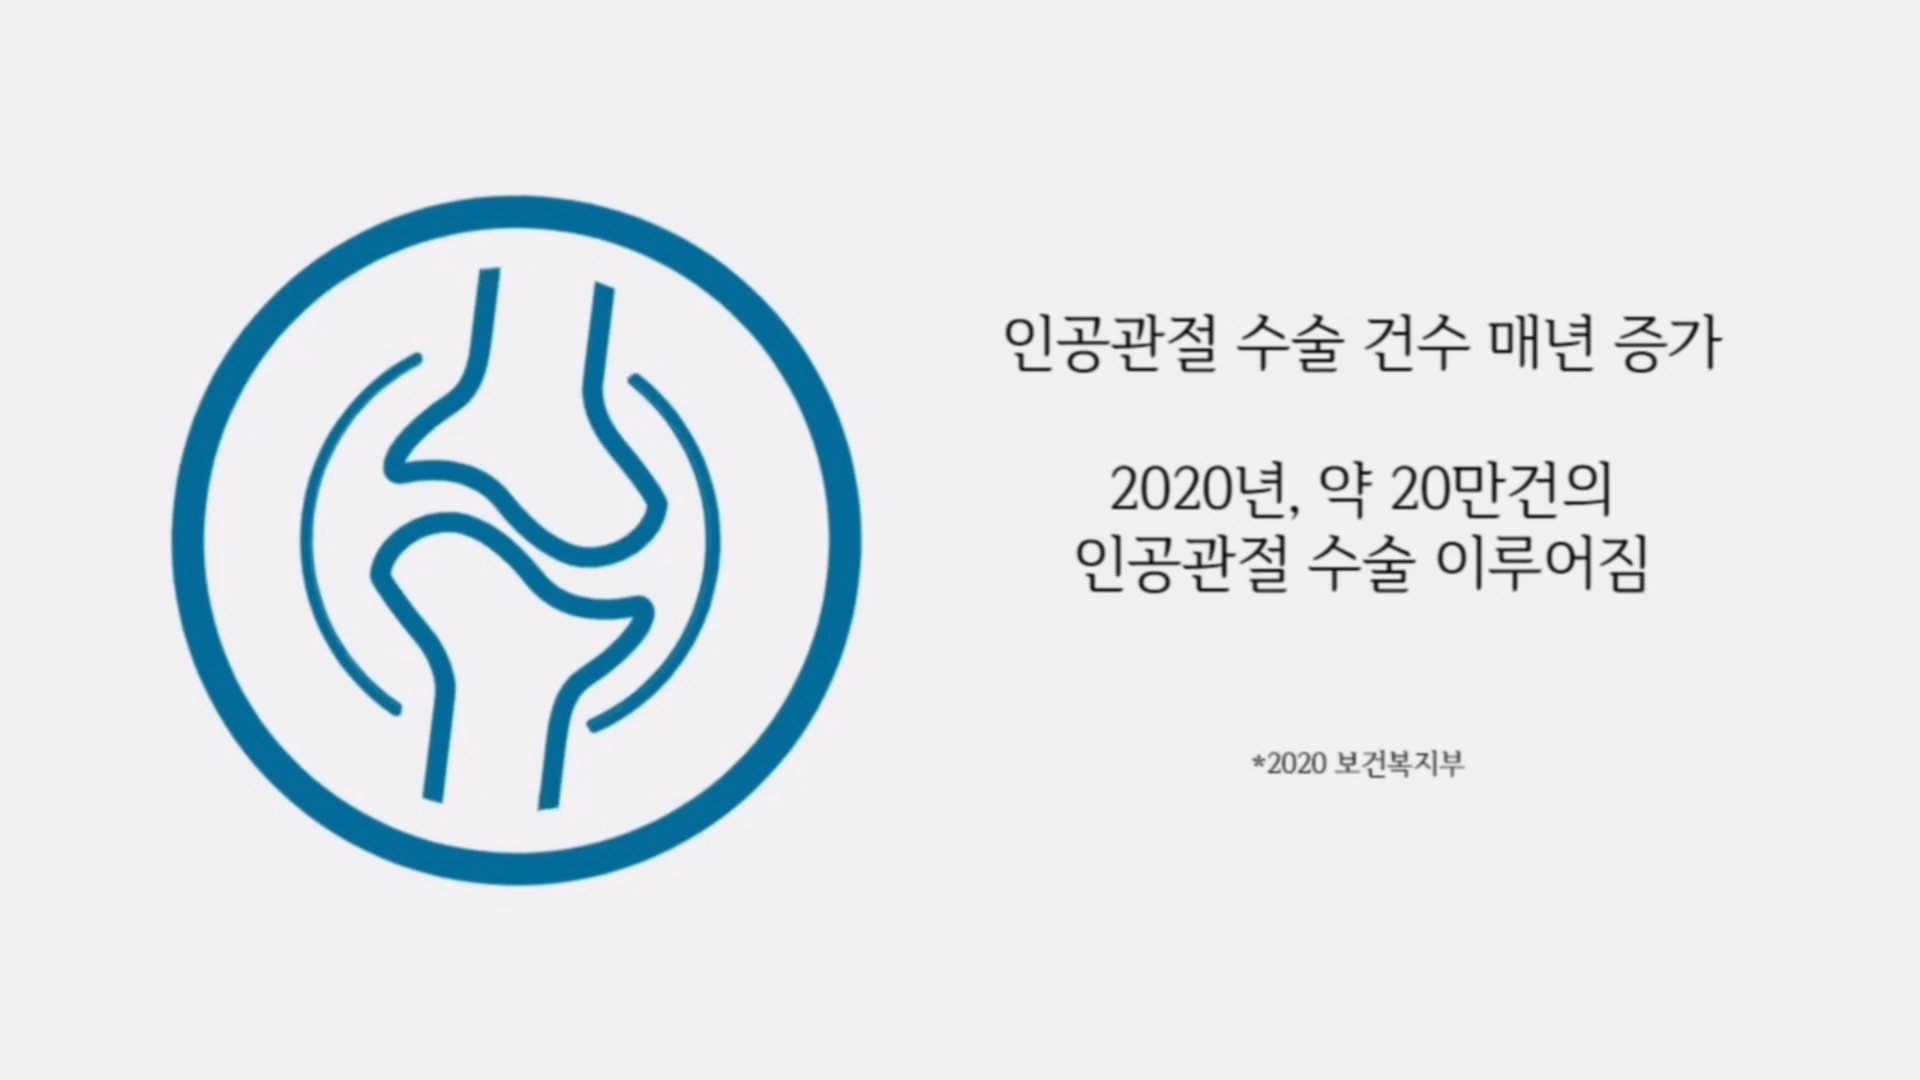 인공관절 수술 건수 매년 증가
2020년, 약 20만건의
인공관절 수술 이루어짐
*2020 보건복지부